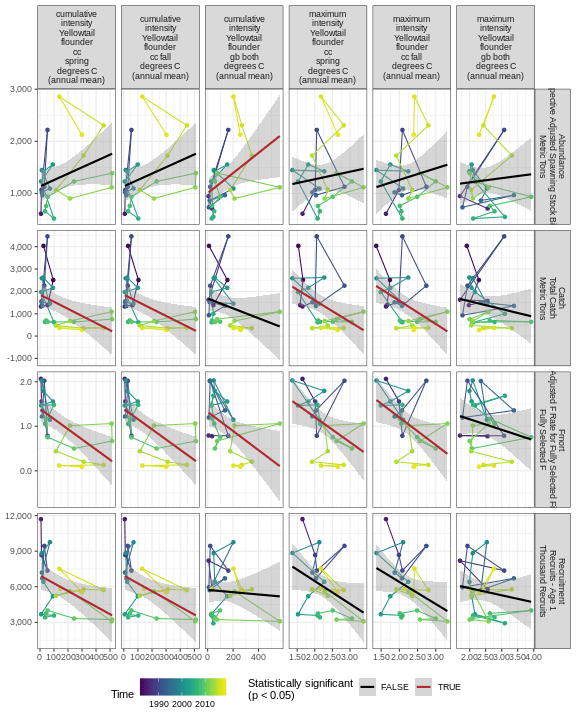 cumulative intensity Yellowtail flounder cc spring degrees C (annual mean)
cumulative intensity Yellowtail flounder cc fall degrees C (annual mean)
cumulative intensity Yellowtail flounder gb both degrees C (annual mean)
maximum intensity Yellowtail flounder cc spring degrees C (annual mean)
maximum intensity Yellowtail flounder cc fall degrees C (annual mean)
maximum intensity Yellowtail flounder gb both degrees C (annual mean)
3,000
2,000
1,000
Abundance
pective Adjusted Spawning Stock Bi
Metric Tons
4,000
3,000
2,000
1,000
0
-1,000
Catch
Total Catch
Metric Tons
2.0
1.0
0.0
Fmort
Adjusted F Rate for Fully Selected F
Fully Selected F
12,000
9,000
6,000
3,000
Recruitment
Recruits - Age 1
Thousand Recruits
0 100 200 300 400 500
0 100 200 300 400 500
0 200 400
1.50 2.00 2.50 3.00
1.50 2.00 2.50 3.00
2.00 2.50 3.00 3.50 4.00
Time
1990 2000 2010
Statistically significant
(p < 0.05)
FALSE
TRUE